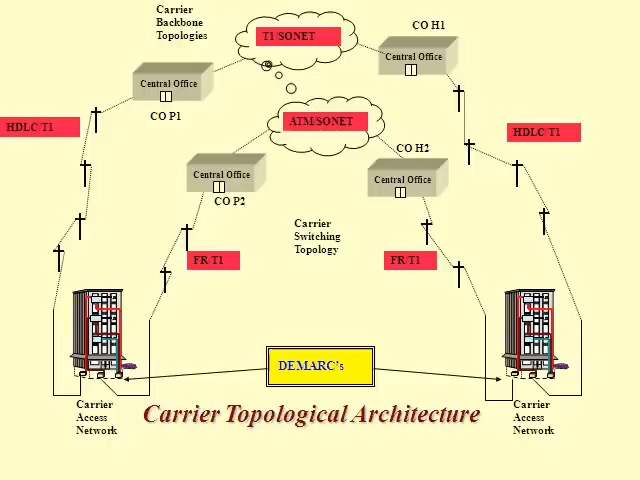 Carrier
Backbone
Topologies
T1/SONET
CO H1
Central Office
Central Office
CO P1
HDLC/T1
ATM/SONET
HDLC/T1
CO H2
Central Office
Central Office
CO P2
Carrier
Switching
Topology
FR/T1
FR/T1
DEMARC's
Carrier
Access
Network
Carrier Topological Architecture
Carrier
Access
Network